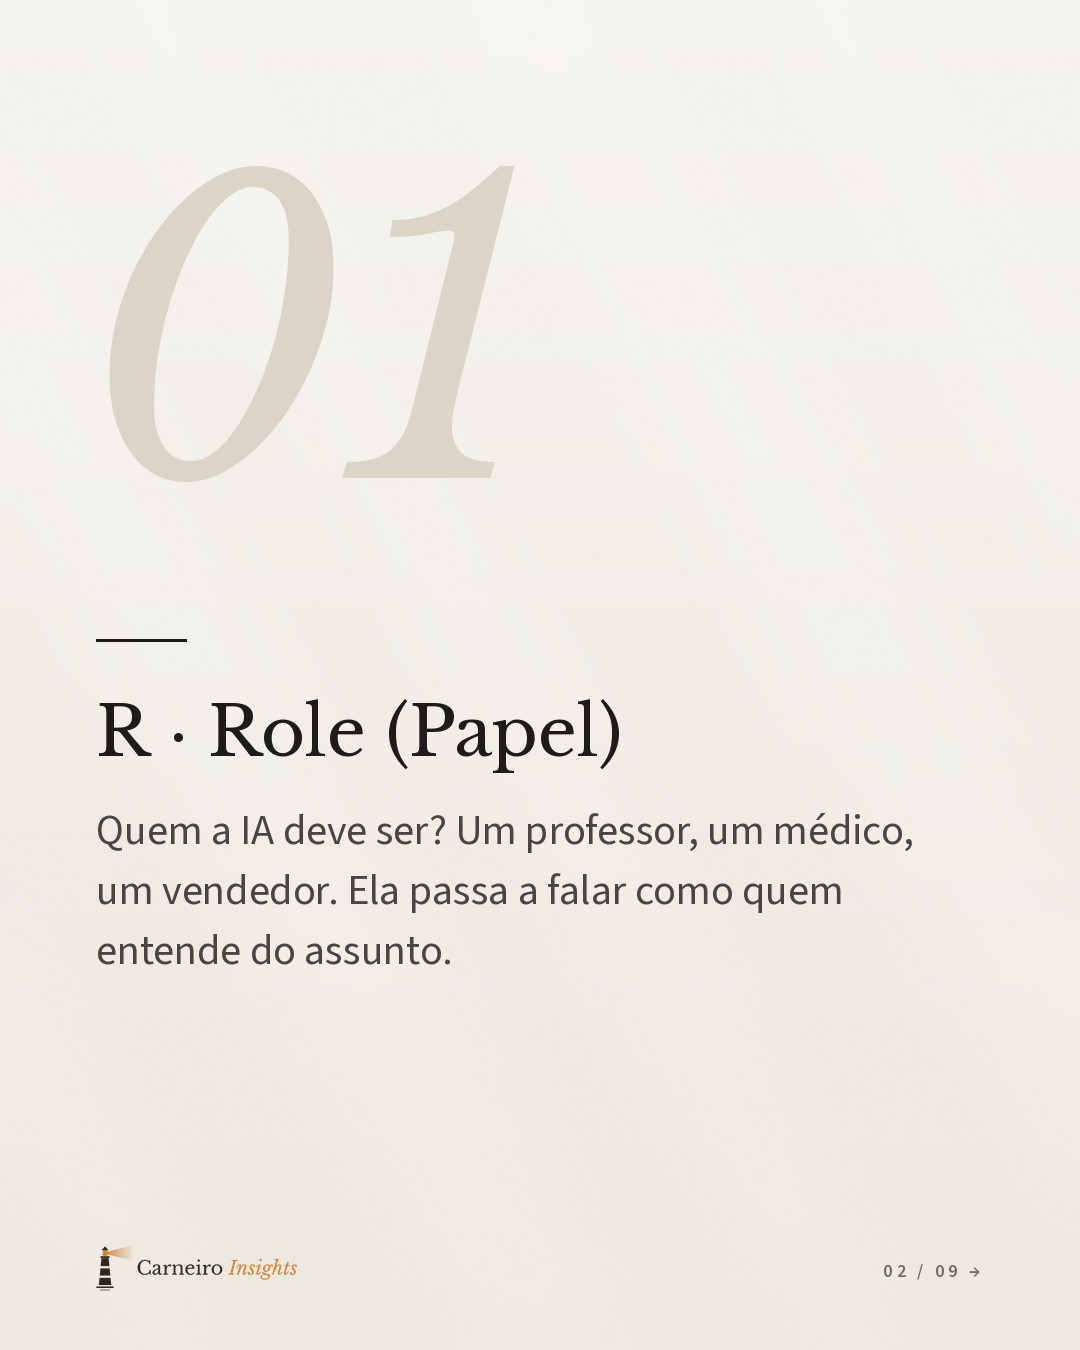 01
R · Role (Papel)
Quem a IA deve ser? Um professor, um médico,
um vendedor. Ela passa a falar como quem
entende do assunto.
Carneiro Insights
02 / 09 →